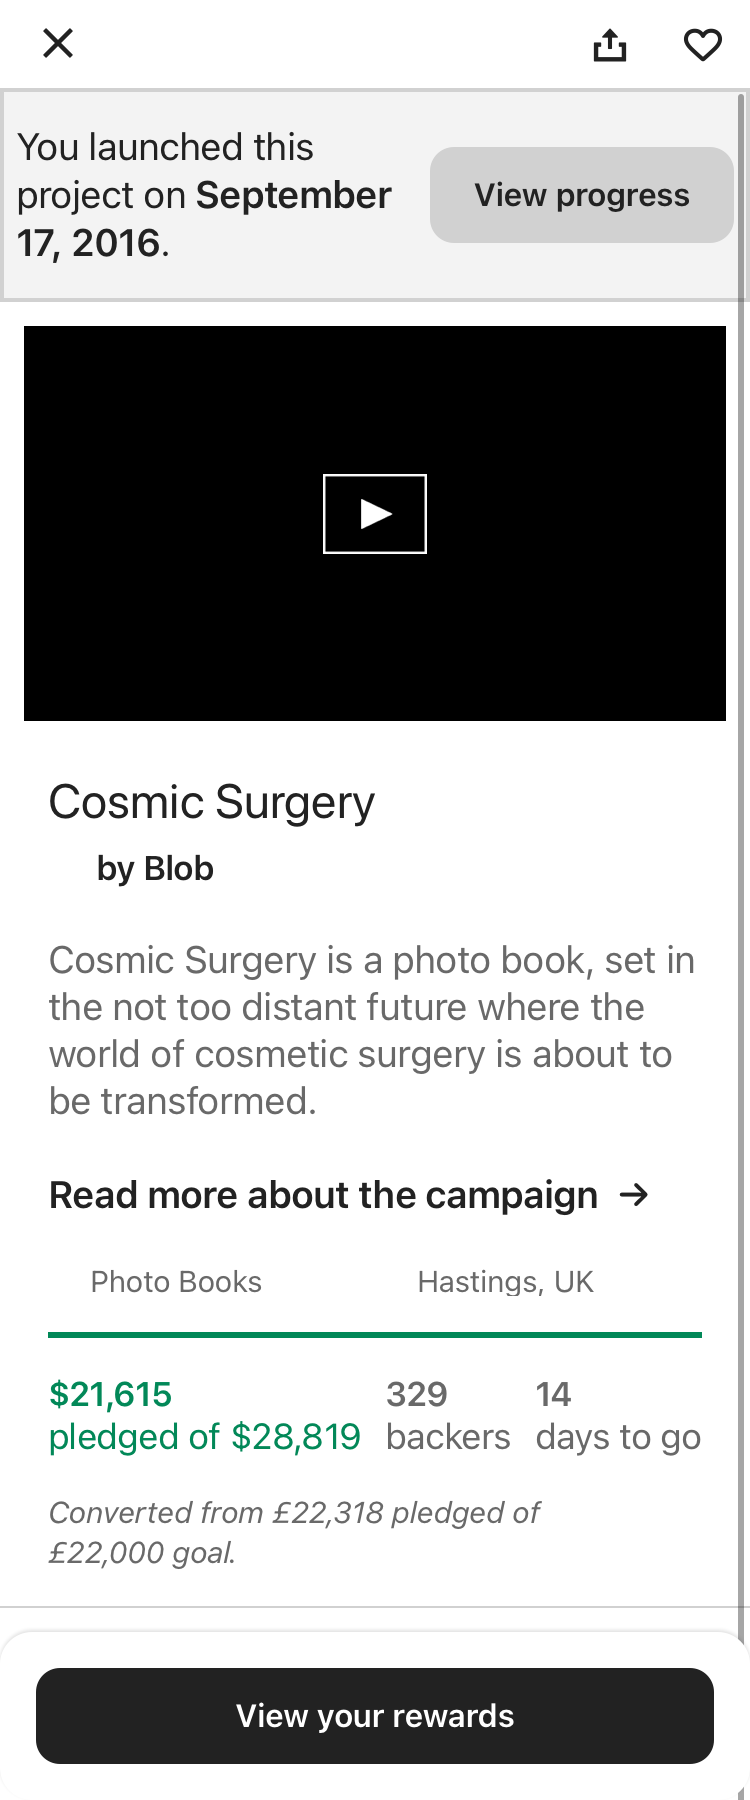 You launched this
project on September
17, 2016.
View progress
Cosmic Surgery
by Blob
Cosmic Surgery is a photo book, set in
the not too distant future where the
world of cosmetic surgery is about to
be transformed.
Read more about the campaign →
Photo Books
Hastings, UK
$21,615
pledged of $28,819
329
backers
14
days to go
Converted from £22,318 pledged of
£22,000 goal.
View your rewards